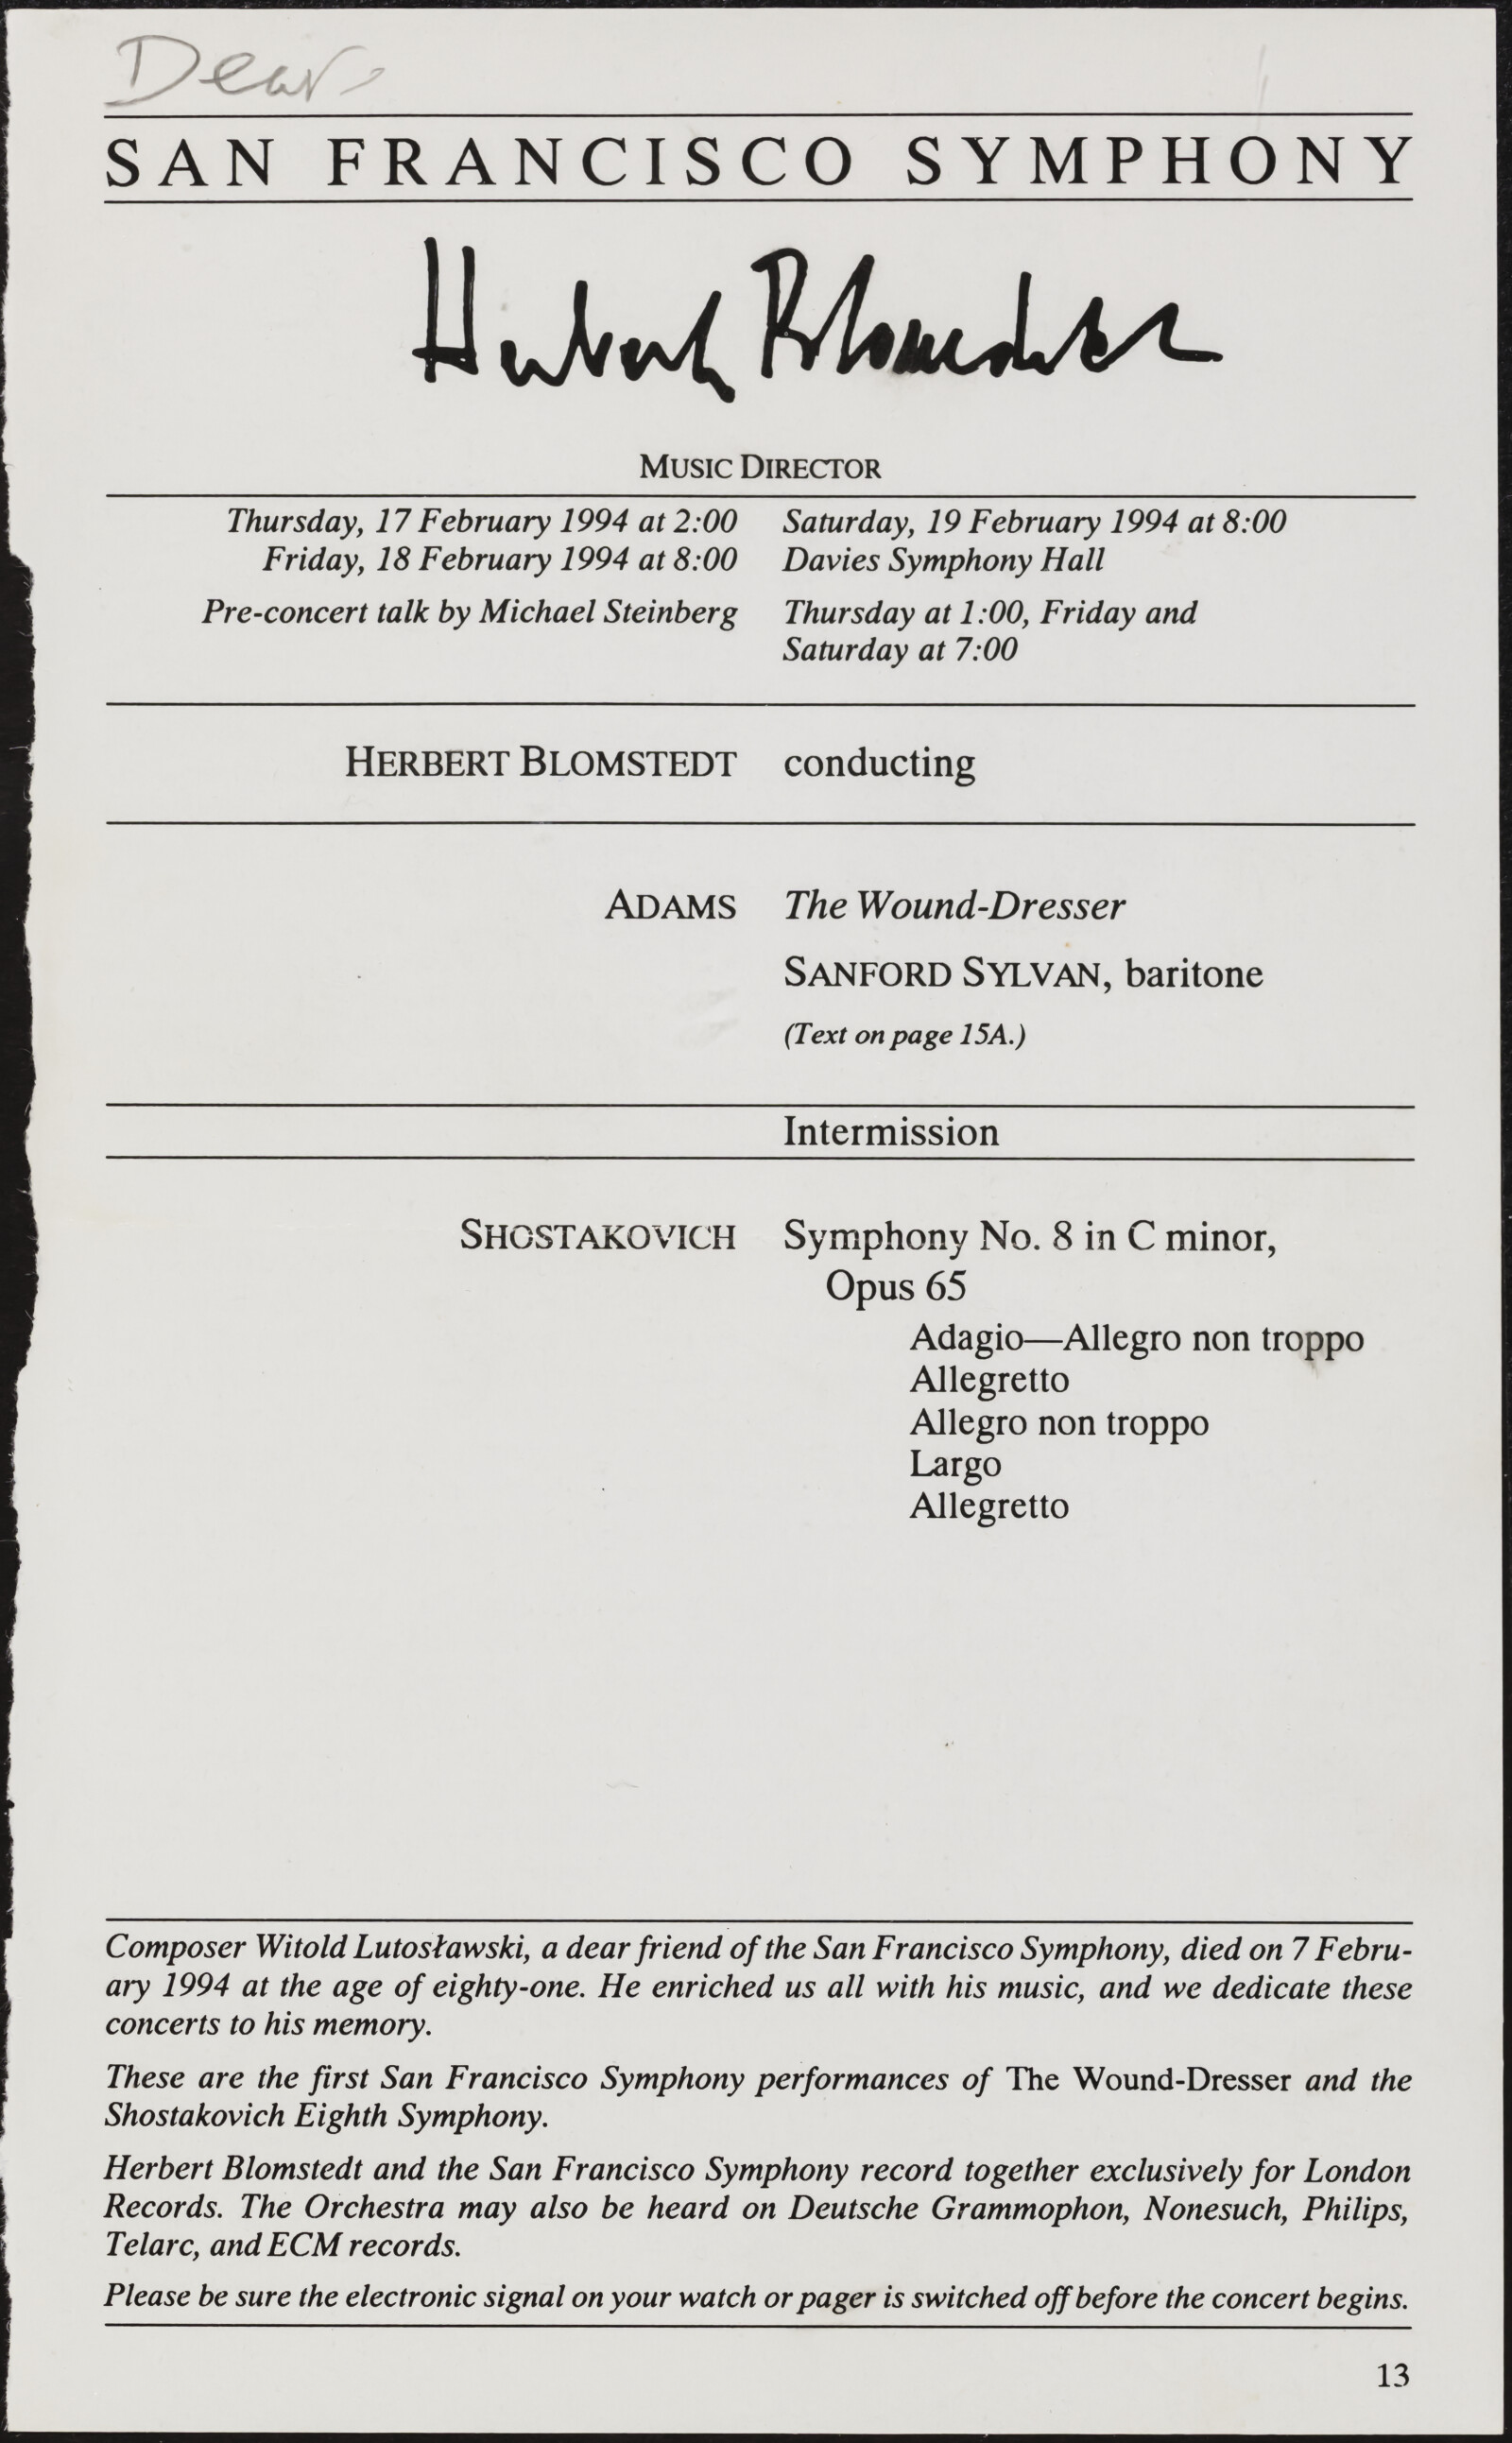 Dear
SAN FRANCISCO SYMPHONY
Herbert Blomstedt
MUSIC DIRECTOR
Thursday, 17 February 1994 at 2:00 Saturday, 19 February 1994 at 8:00
Friday, 18 February 1994 at 8:00 Davies Symphony Hall
Pre-concert talk by Michael Steinberg Thursday at 1:00, Friday and
Saturday at 7:00
HERBERT BLOMSTEDT conducting
ADAMS The Wound-Dresser
SANFORD SYLVAN, baritone
(Text on page 15A.)
Intermission
SHOSTAKOVICH Symphony No. 8 in C minor,
Opus 65
Adagio—Allegro non troppo
Allegretto
Allegro non troppo
Largo
Allegretto
Composer Witold Lutosławski, a dear friend of the San Francisco Symphony, died on 7 Febru-
ary 1994 at the age of eighty-one. He enriched us all with his music, and we dedicate these
concerts to his memory.
These are the first San Francisco Symphony performances of The Wound-Dresser and the
Shostakovich Eighth Symphony.
Herbert Blomstedt and the San Francisco Symphony record together exclusively for London
Records. The Orchestra may also be heard on Deutsche Grammophon, Nonesuch, Philips,
Telarc, and ECM records.
Please be sure the electronic signal on your watch or pager is switched off before the concert begins.
13